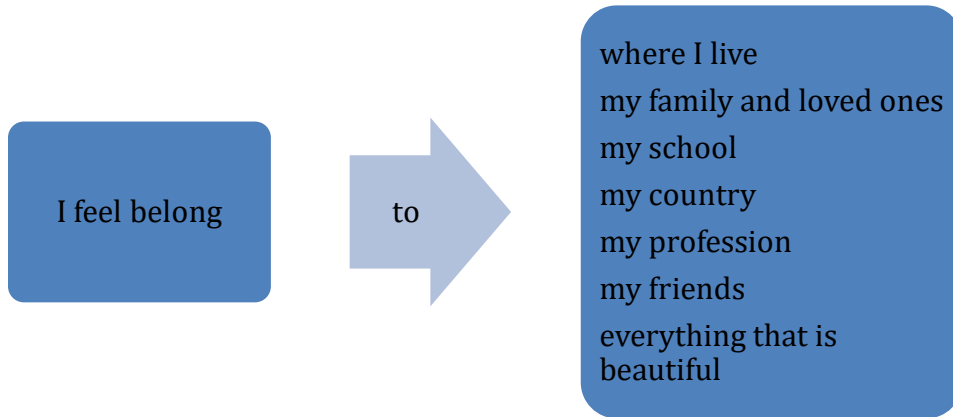 I feel belong
to
where I live
my family and loved ones
my school
my country
my profession
my friends
everything that is
beautiful